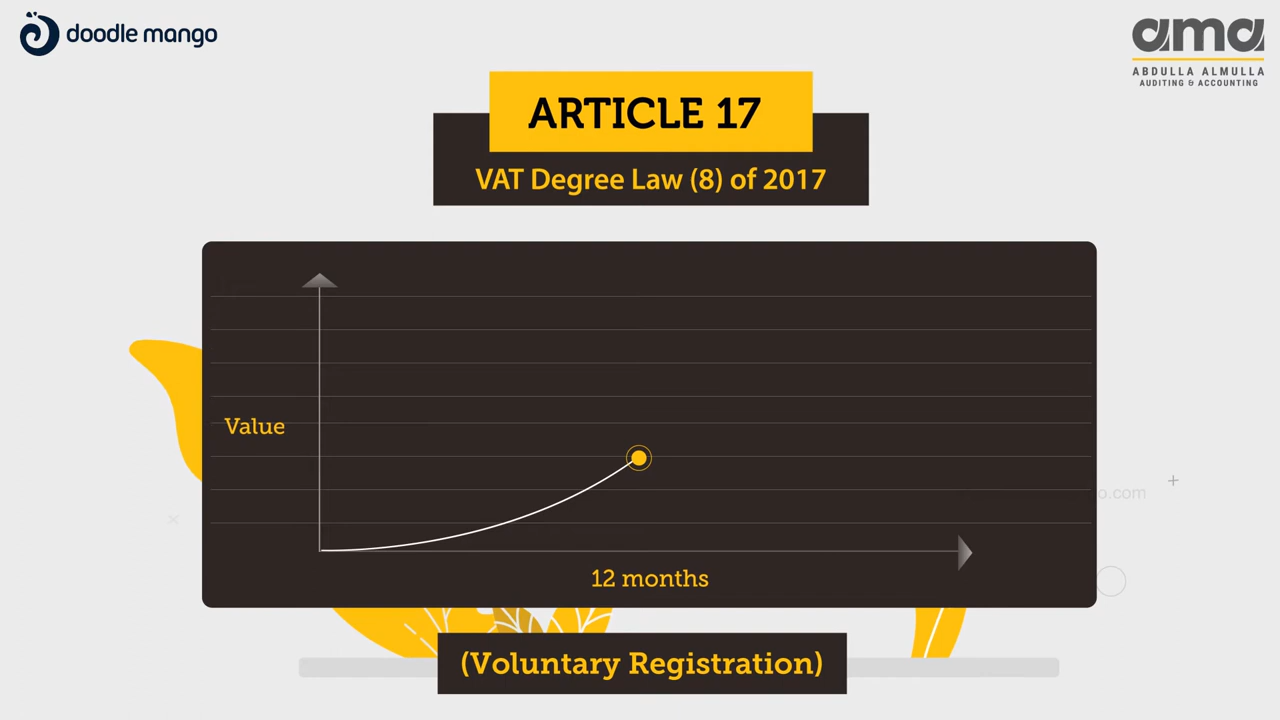 doodle mango
ama
ABDULLA ALMULLA
AUDITING & ACCOUNTING
ARTICLE 17
VAT Degree Law (8) of 2017
Value
o.com
12 months
(Voluntary Registration)